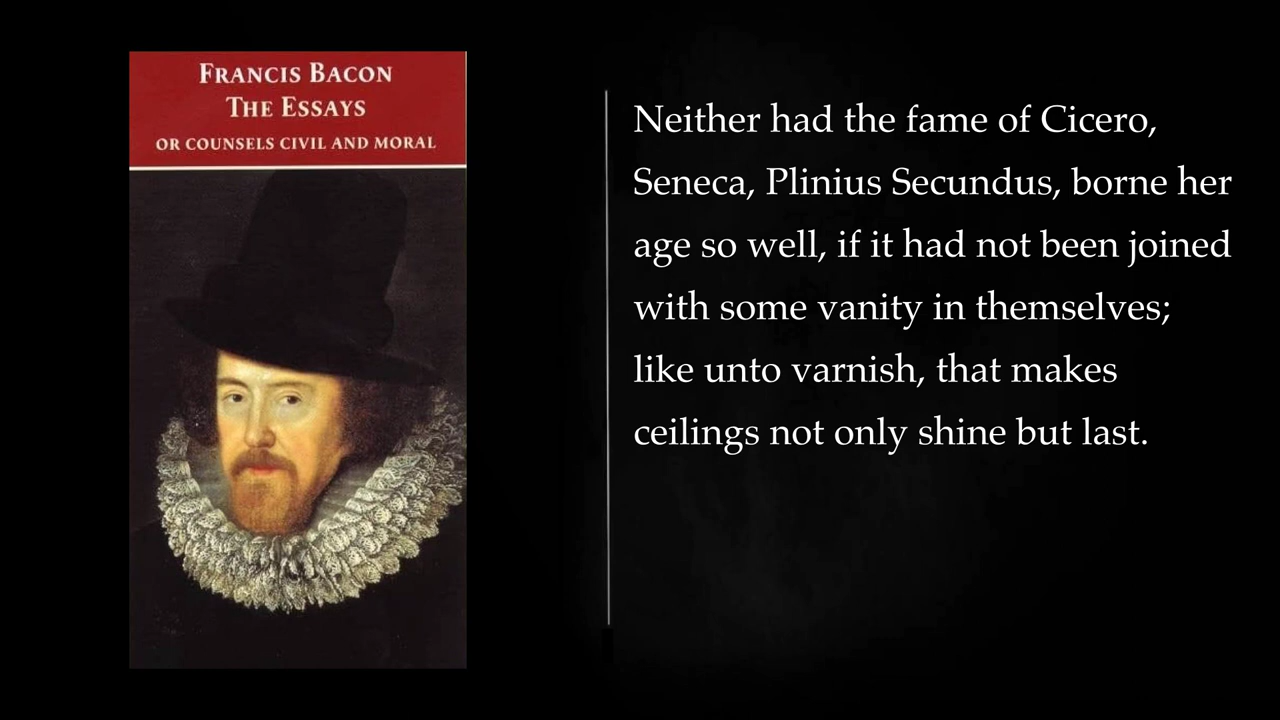 FRANCIS BACON
THE ESSAYS
OR COUNSELS CIVIL AND MORAL
Neither had the fame of Cicero,
Seneca, Plinius Secundus, borne her
age so well, if it had not been joined
with some vanity in themselves;
like unto varnish, that makes
ceilings not only shine but last.